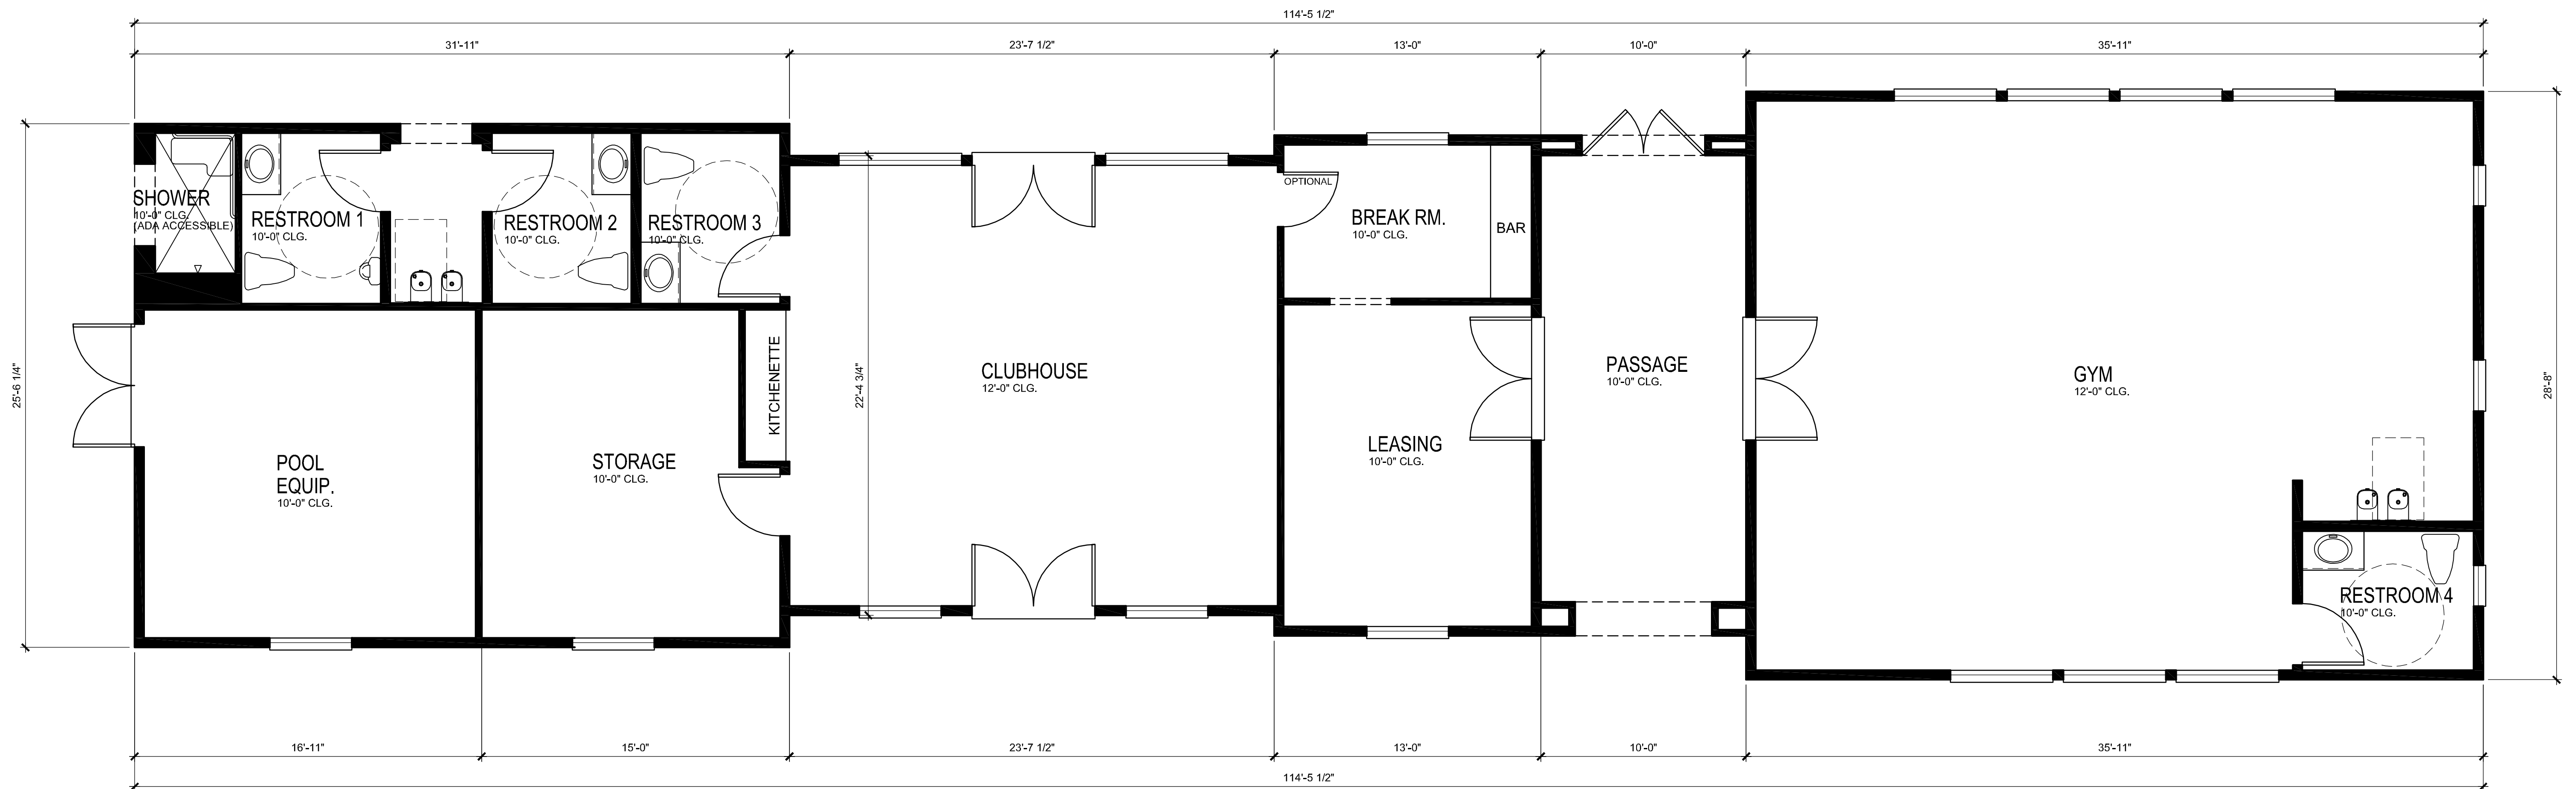 114'-5 1/2"
31'-11"
23'-7 1/2"
13'-0"
10'-0"
35'-11"
25'-6 1/4"
SHOWER
10'-0" CLG.
(ADA ACCESSIBLE)
RESTROOM 1
10'-0" CLG.
RESTROOM 2
10'-0" CLG.
RESTROOM 3
10'-0" CLG.
OPTIONAL
BREAK RM.
10'-0" CLG.
BAR
KITCHENETTE
22'-4 3/4"
CLUBHOUSE
12'-0" CLG.
PASSAGE
10'-0" CLG.
GYM
12'-0" CLG.
28'-8"
POOL
EQUIP.
10'-0" CLG.
STORAGE
10'-0" CLG.
LEASING
10'-0" CLG.
RESTROOM 4
10'-0" CLG.
16'-11"
15'-0"
23'-7 1/2"
13'-0"
10'-0"
35'-11"
114'-5 1/2"